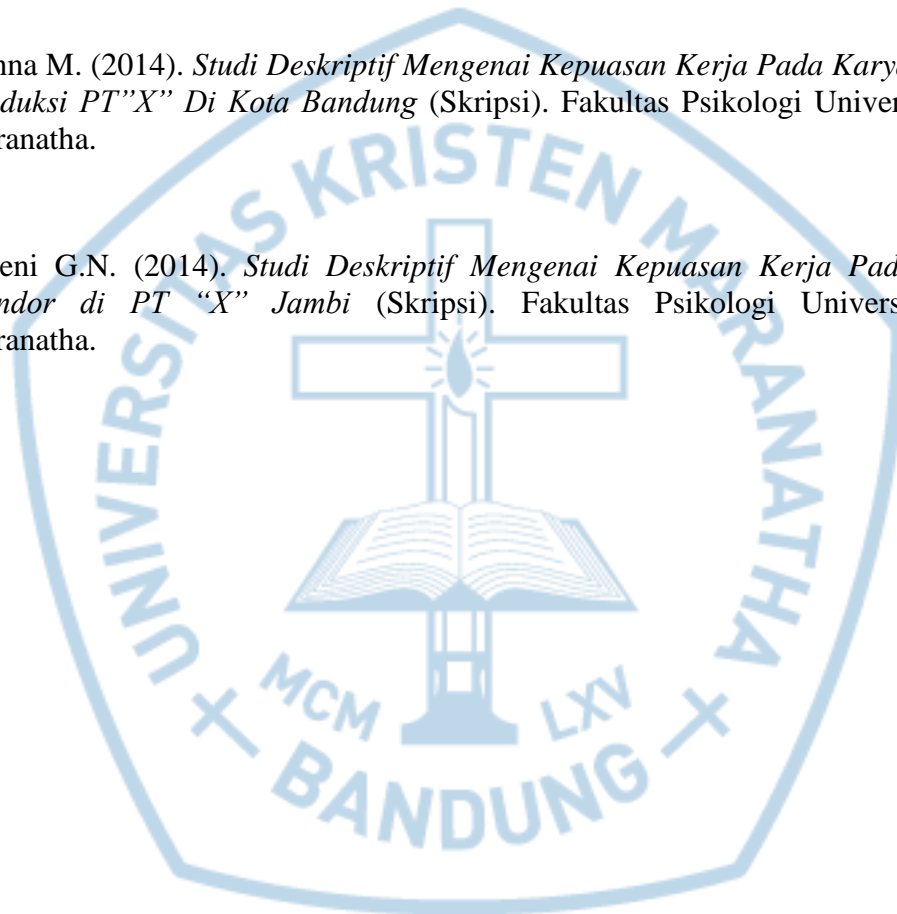 nna M. (2014). Studi Deskriptif Mengenai Kepuasan Kerja Pada Karya
duksi PT”X” Di Kota Bandung (Skripsi). Fakultas Psikologi Univer
ranatha.
eni G.N. (2014). Studi Deskriptif Mengenai Kepuasan Kerja Pad
ndor di PT “X” Jambi (Skripsi). Fakultas Psikologi Univers
ranatha.
UNIVERSITAS KRISTEN MARANATHA
MCM LXV
BANDUNG